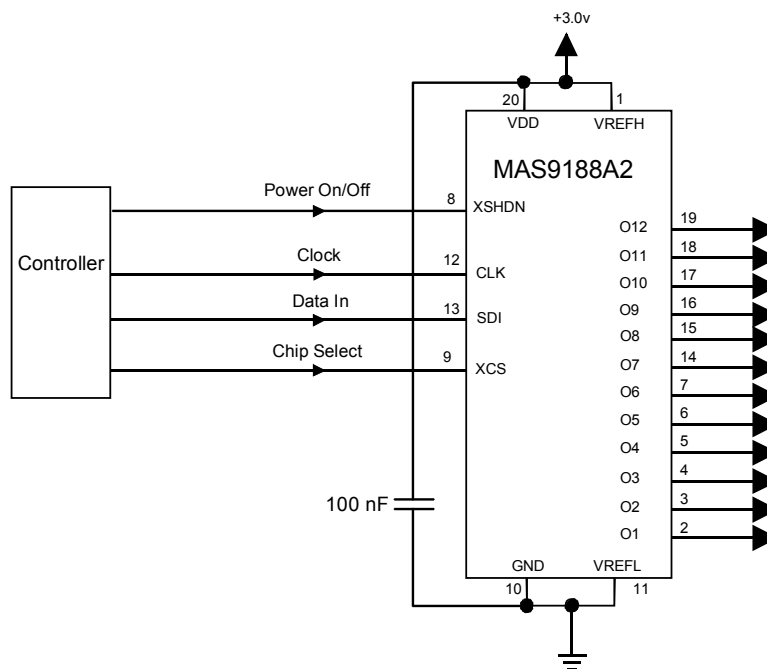 +3.0v
20
1
VDD
VREFH
MAS9188A2
Controller
Power On/Off
8
XSHDN
Clock
12
CLK
Data In
13
SDI
Chip Select
9
XCS
O12
19
O11
18
O10
17
O9
16
O8
15
O7
14
O6
7
O5
6
O4
5
O3
4
O2
3
O1
2
100 nF
GND
VREFL
10
11